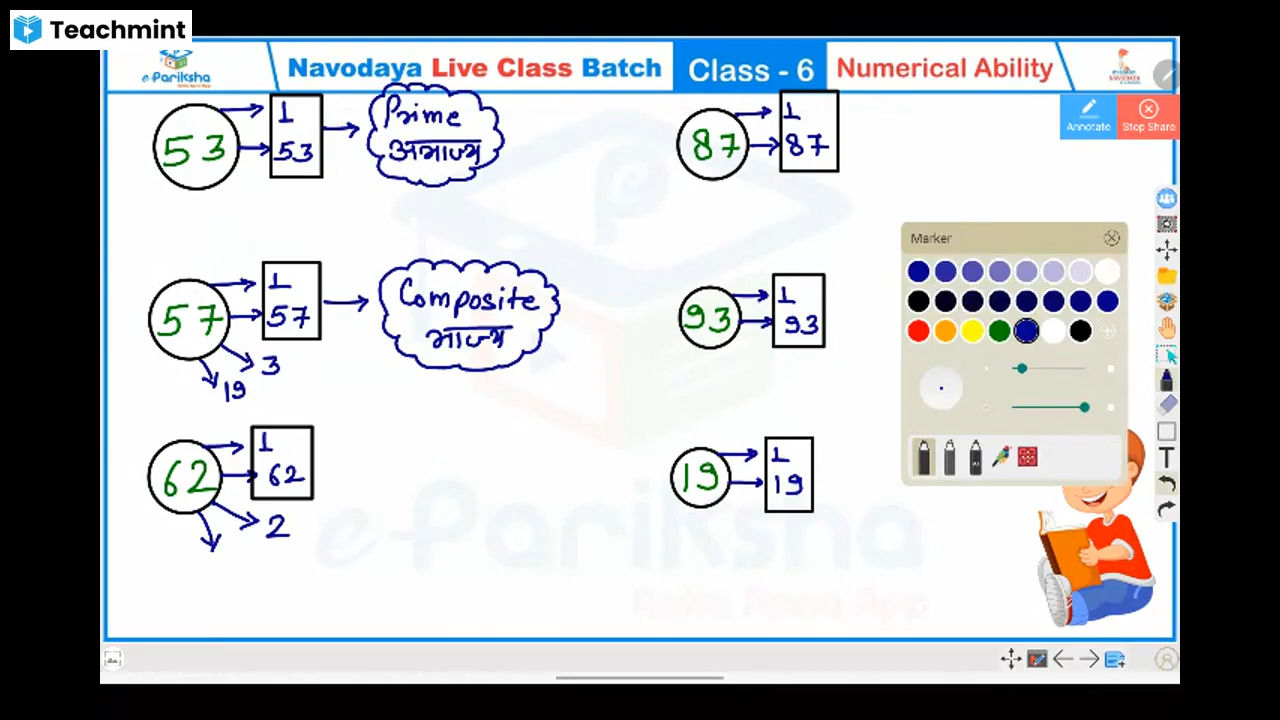 Teachmint
e-Pariksha
Navodaya Live Class Batch
Class - 6
Numerical Ability
Annotate
Stop Share
53
1
53
Prime
अभाज्य
87
1
87
Marker
57
1
57
3
19
Composite
भाज्य
93
1
93
62
1
62
2
19
1
19
e-Pariksha
T